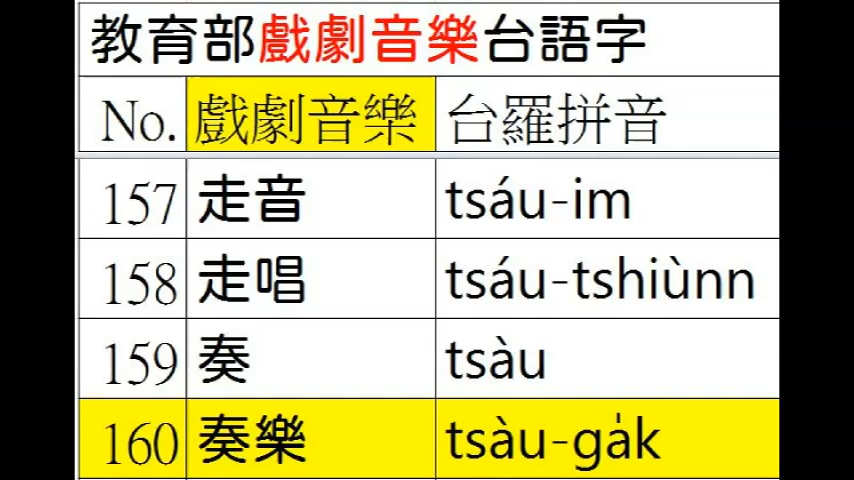 教育部戲劇音樂台語字
No. 戲劇音樂 台羅拼音
157 走音 tsáu-im
158 走唱 tsáu-tshiùnn
159 奏 tsàu
160 奏樂 tsàu-ga̍k